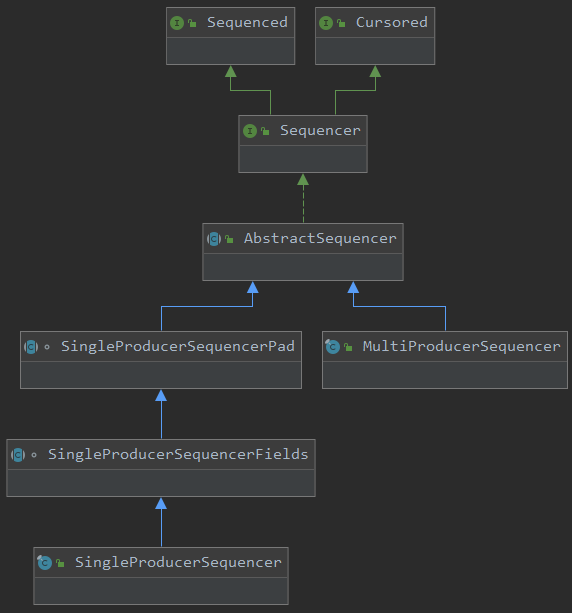 Sequenced
Cursored
Sequencer
AbstractSequencer
SingleProducerSequencerPad
MultiProducerSequencer
SingleProducerSequencerFields
SingleProducerSequencer